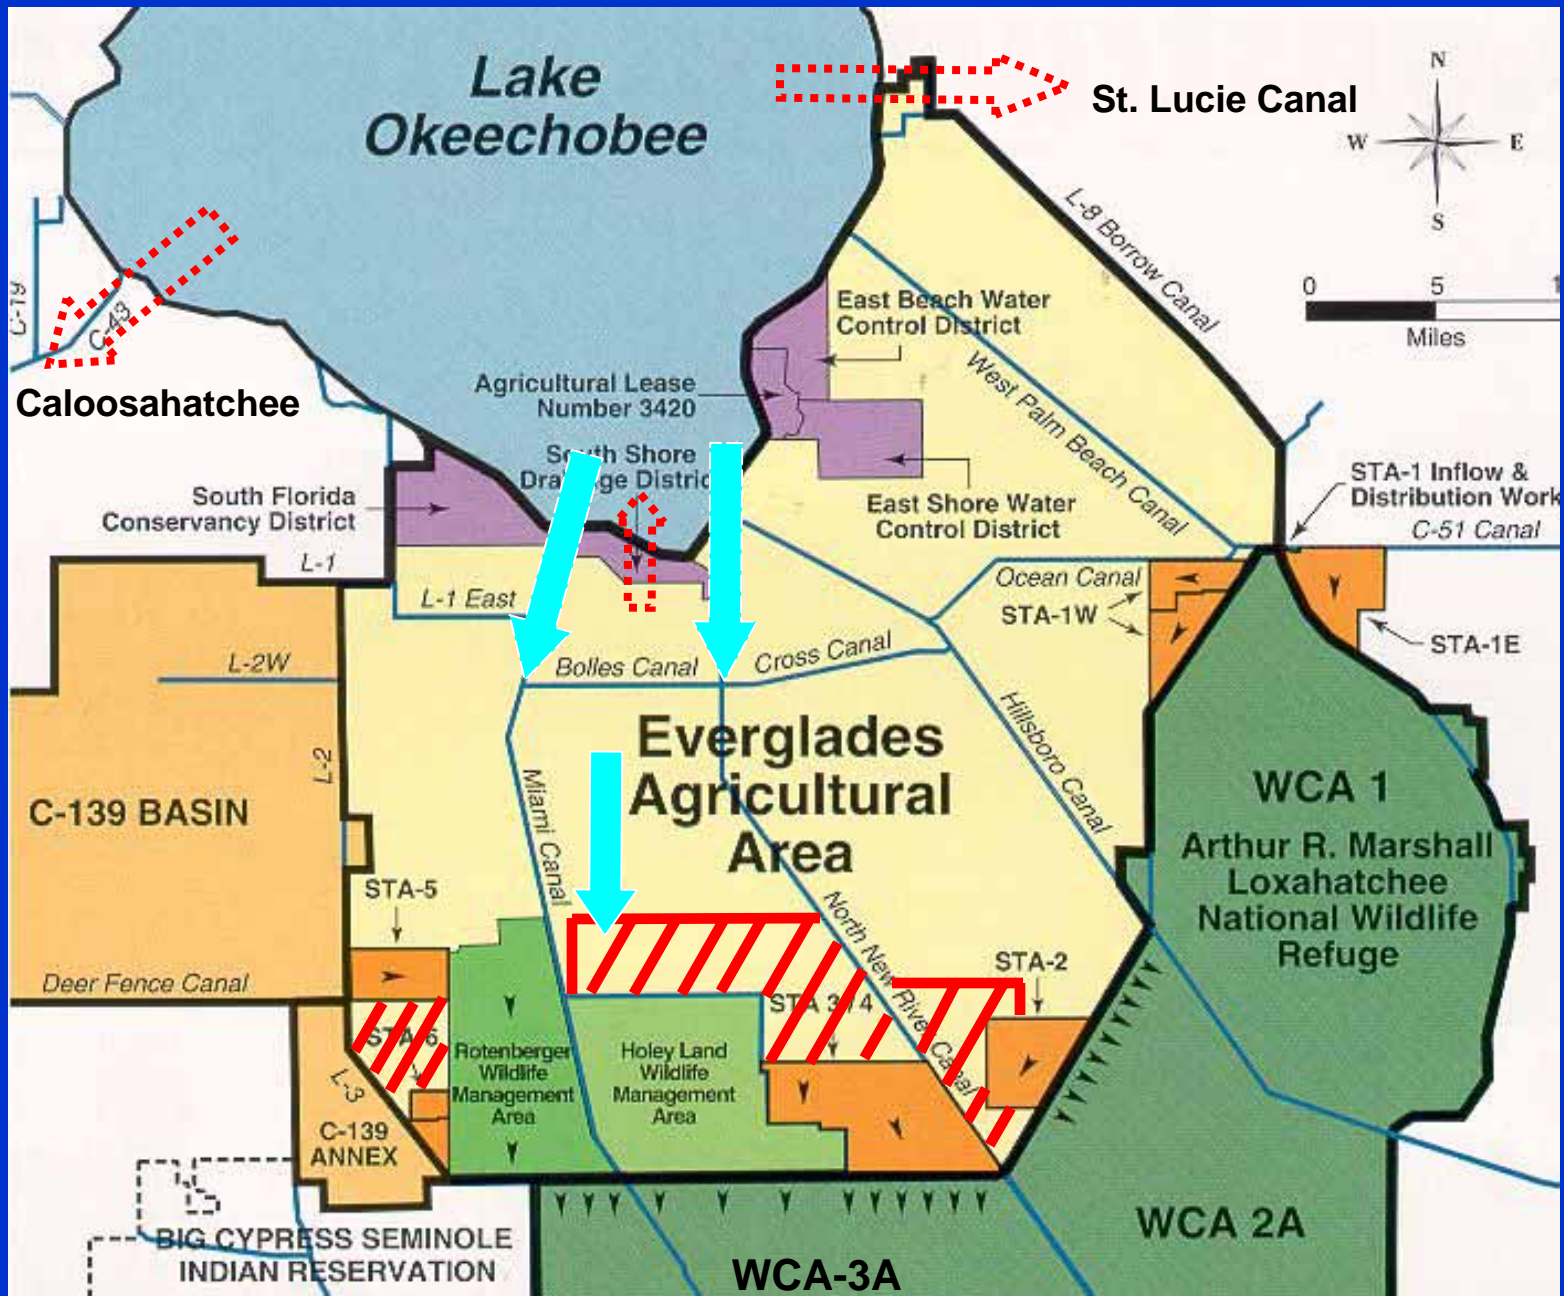 Lake
Okeechobee
St. Lucie Canal
N
W
E
S
L-8 Borrow Canal
0
5
1
Miles
C-19
C-43
Caloosahatchee
East Beach Water
Control District
West Palm Beach Canal
Agricultural Lease
Number 3420
South Shore
Drainage District
South Florida
Conservancy District
East Shore Water
Control District
STA-1 Inflow &
Distribution Work
C-51 Canal
L-1
L-1 East
Ocean Canal
STA-1W
STA-1E
L-2W
Bolles Canal
Cross Canal
L-2
Everglades
Agricultural
Area
Miami Canal
Hillsboro Canal
WCA 1
Arthur R. Marshall
Loxahatchee
National Wildlife
Refuge
C-139 BASIN
STA-5
North New River Canal
STA-2
Deer Fence Canal
STA 3/4
STA 6
Rotenberger
Wildlife
Management
Area
Holey Land
Wildlife
Management
Area
L-3
C-139
ANNEX
BIG CYPRESS SEMINOLE
INDIAN RESERVATION
WCA 2A
WCA-3A